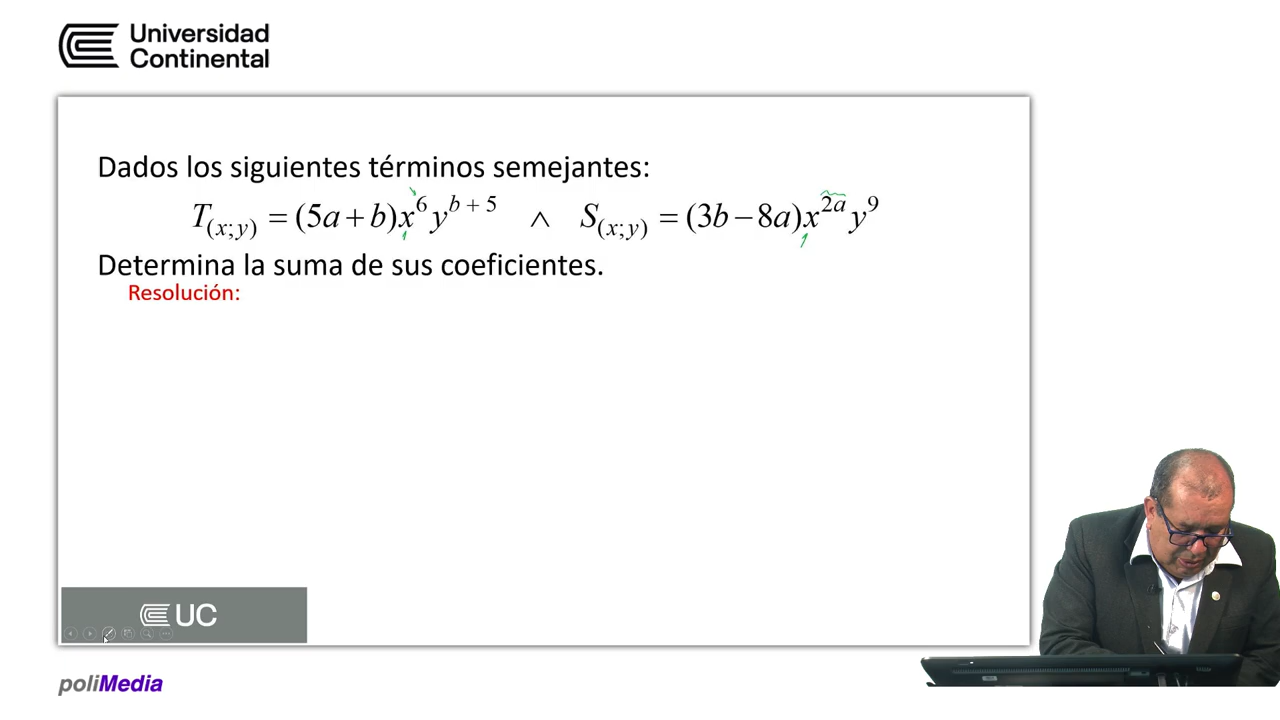 Universidad
Continental
Dados los siguientes términos semejantes:
T(x;y) = (5a + b)x^6 y^{b + 5} ∧ S(x;y) = (3b − 8a)x^{2a} y^9
Determina la suma de sus coeficientes.
Resolución:
UC
poliMedia